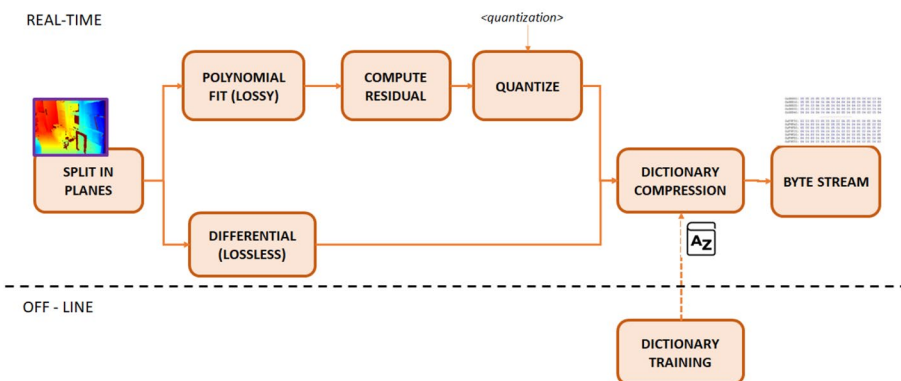 REAL-TIME
<quantization>
POLYNOMIAL
FIT (LOSSY)
COMPUTE
RESIDUAL
QUANTIZE
SPLIT IN
PLANES
DIFFERENTIAL
(LOSSLESS)
DICTIONARY
COMPRESSION
BYTE STREAM
AZ
OFF - LINE
DICTIONARY
TRAINING